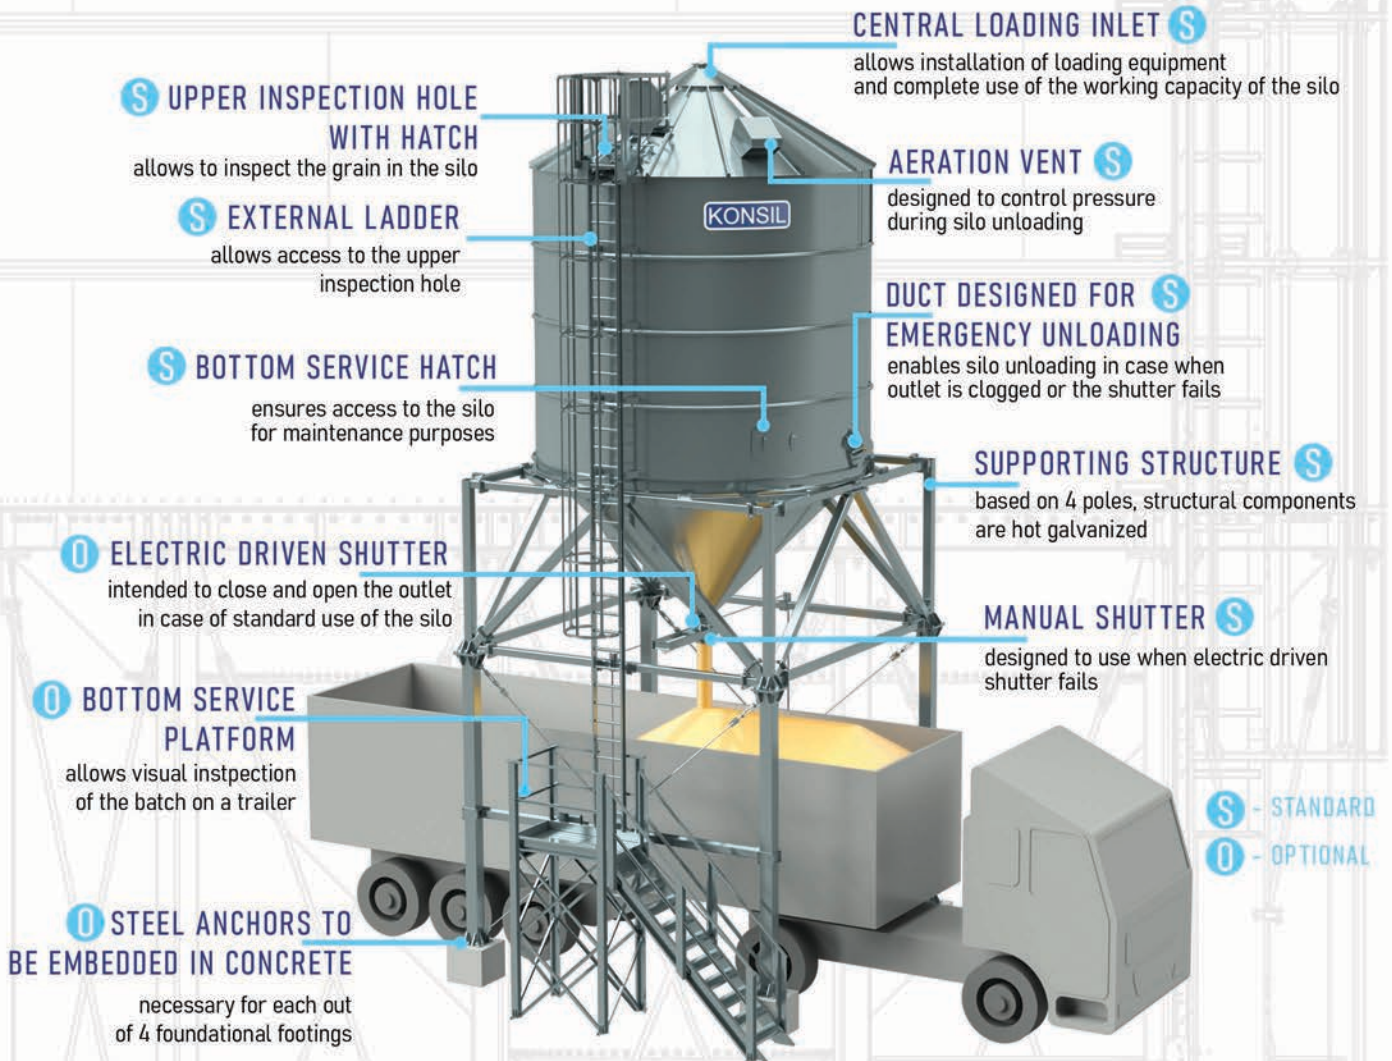 CENTRAL LOADING INLET S
allows installation of loading equipment
and complete use of the working capacity of the silo
S UPPER INSPECTION HOLE
WITH HATCH
allows to inspect the grain in the silo
AERATION VENT S
designed to control pressure
during silo unloading
S EXTERNAL LADDER
allows access to the upper
inspection hole
KONSIL
DUCT DESIGNED FOR S
EMERGENCY UNLOADING
enables silo unloading in case when
outlet is clogged or the shutter fails
S BOTTOM SERVICE HATCH
ensures access to the silo
for maintenance purposes
SUPPORTING STRUCTURE S
based on 4 poles, structural components
are hot galvanized
O ELECTRIC DRIVEN SHUTTER
intended to close and open the outlet
in case of standard use of the silo
MANUAL SHUTTER S
designed to use when electric driven
shutter fails
O BOTTOM SERVICE
PLATFORM
allows visual instpection
of the batch on a trailer
S - STANDARD
O - OPTIONAL
O STEEL ANCHORS TO
BE EMBEDDED IN CONCRETE
necessary for each out
of 4 foundational footings